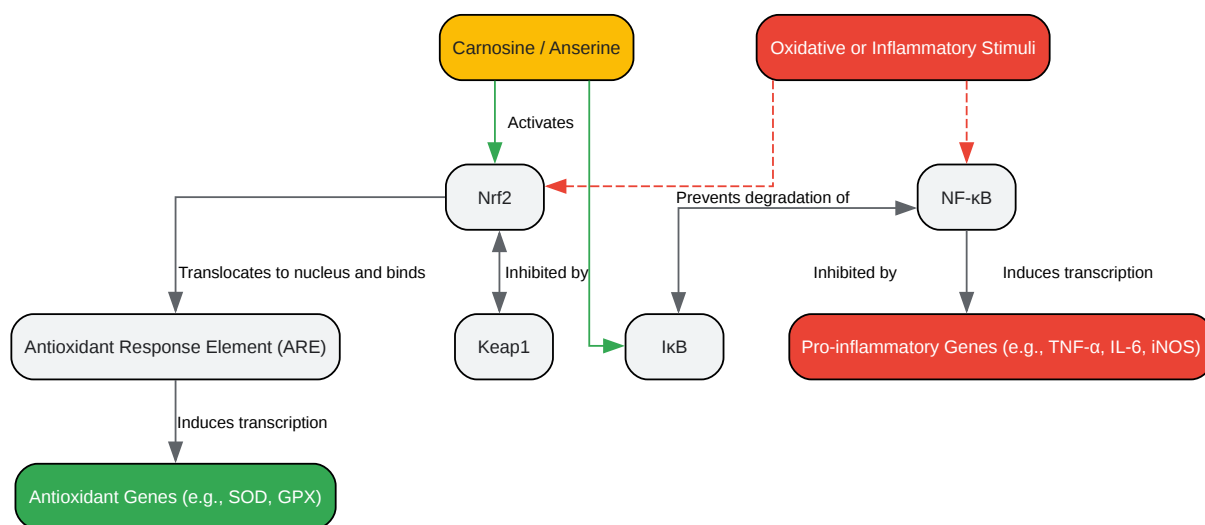 Carnosine / Anserine
Oxidative or Inflammatory Stimuli
Activates
Nrf2
Prevents degradation of
NF-κB
Translocates to nucleus and binds
Inhibited by
Inhibited by
Induces transcription
Antioxidant Response Element (ARE)
Keap1
IκB
Pro-inflammatory Genes (e.g., TNF-α, IL-6, iNOS)
Induces transcription
Antioxidant Genes (e.g., SOD, GPX)